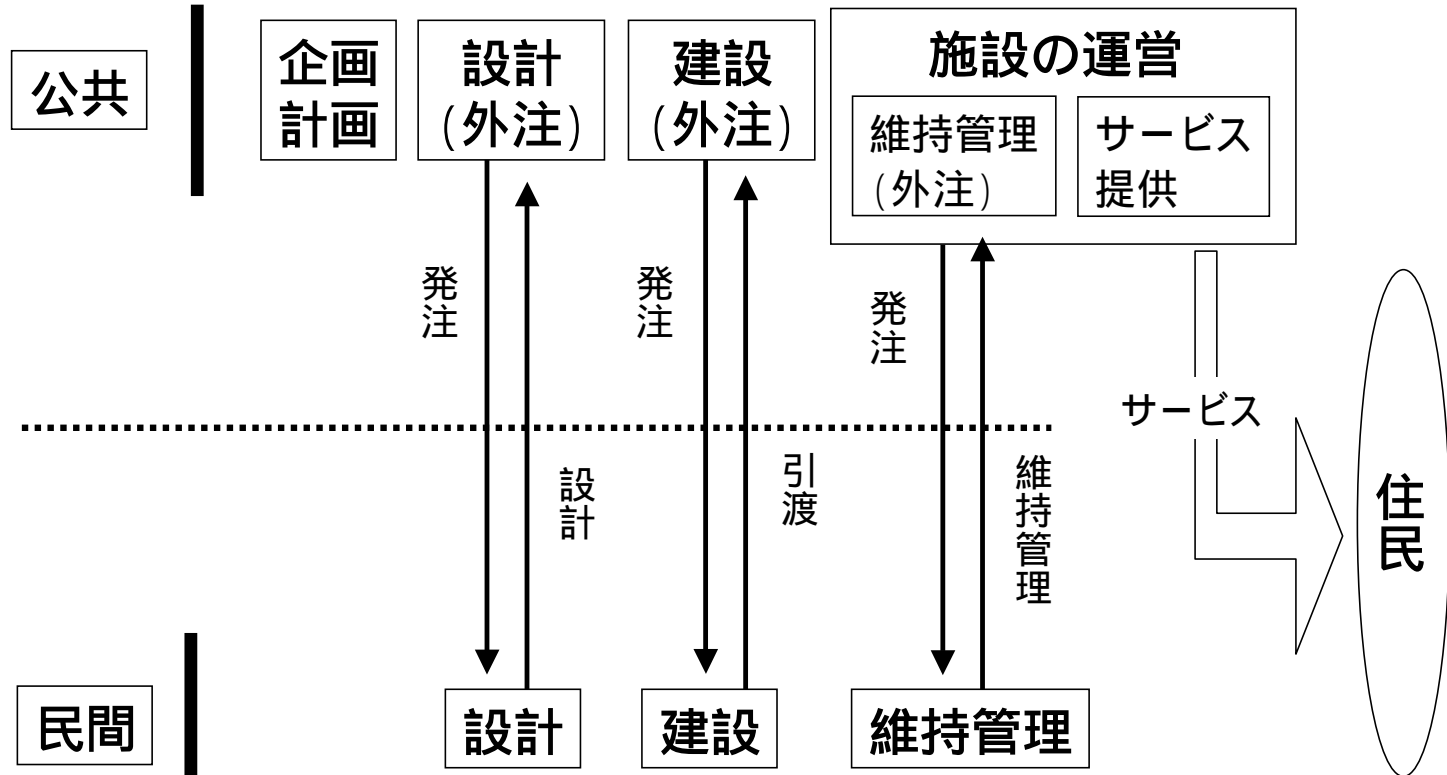 公共
企画
計画
設計
(外注)
建設
(外注)
施設の運営
維持管理
(外注)
サービス
提供
発注
発注
発注
サービス
設計
引渡
維持管理
住民
民間
設計
建設
維持管理